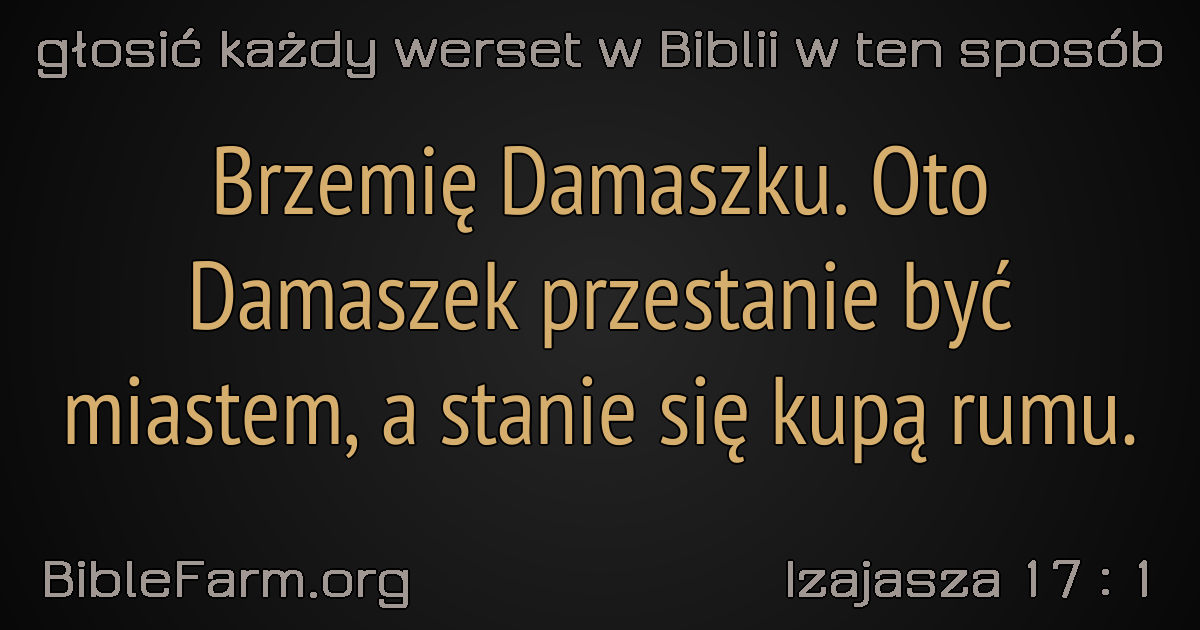 głosić każdy werset w Biblii w ten sposób
Brzemię Damaszku. Oto
Damaszek przestanie być
miastem, a stanie się kupą rumu.
BibleFarm.org
Izajasza 17 : 1